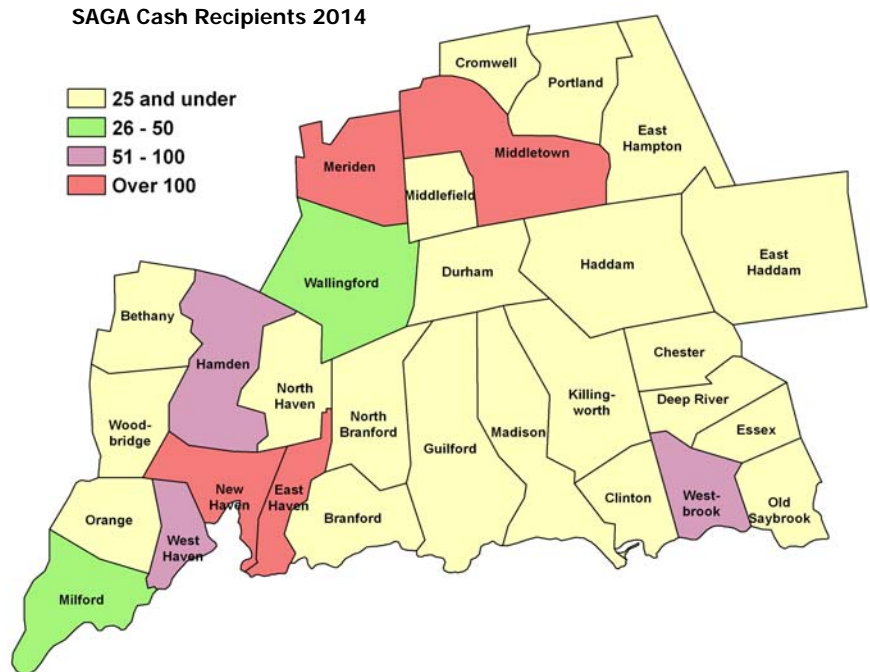 SAGA Cash Recipients 2014
25 and under
26 - 50
51 - 100
Over 100
Cromwell
Portland
East
Hampton
Middletown
Meriden
Middlefield
Wallingford
Durham
Haddam
East
Haddam
Bethany
Hamden
North
Haven
Wood-
bridge
North
Branford
Guilford
Madison
Killing-
worth
Chester
Deep River
Essex
West-
brook
Old
Saybrook
Clinton
Branford
East
Haven
New
Haven
West
Haven
Orange
Milford